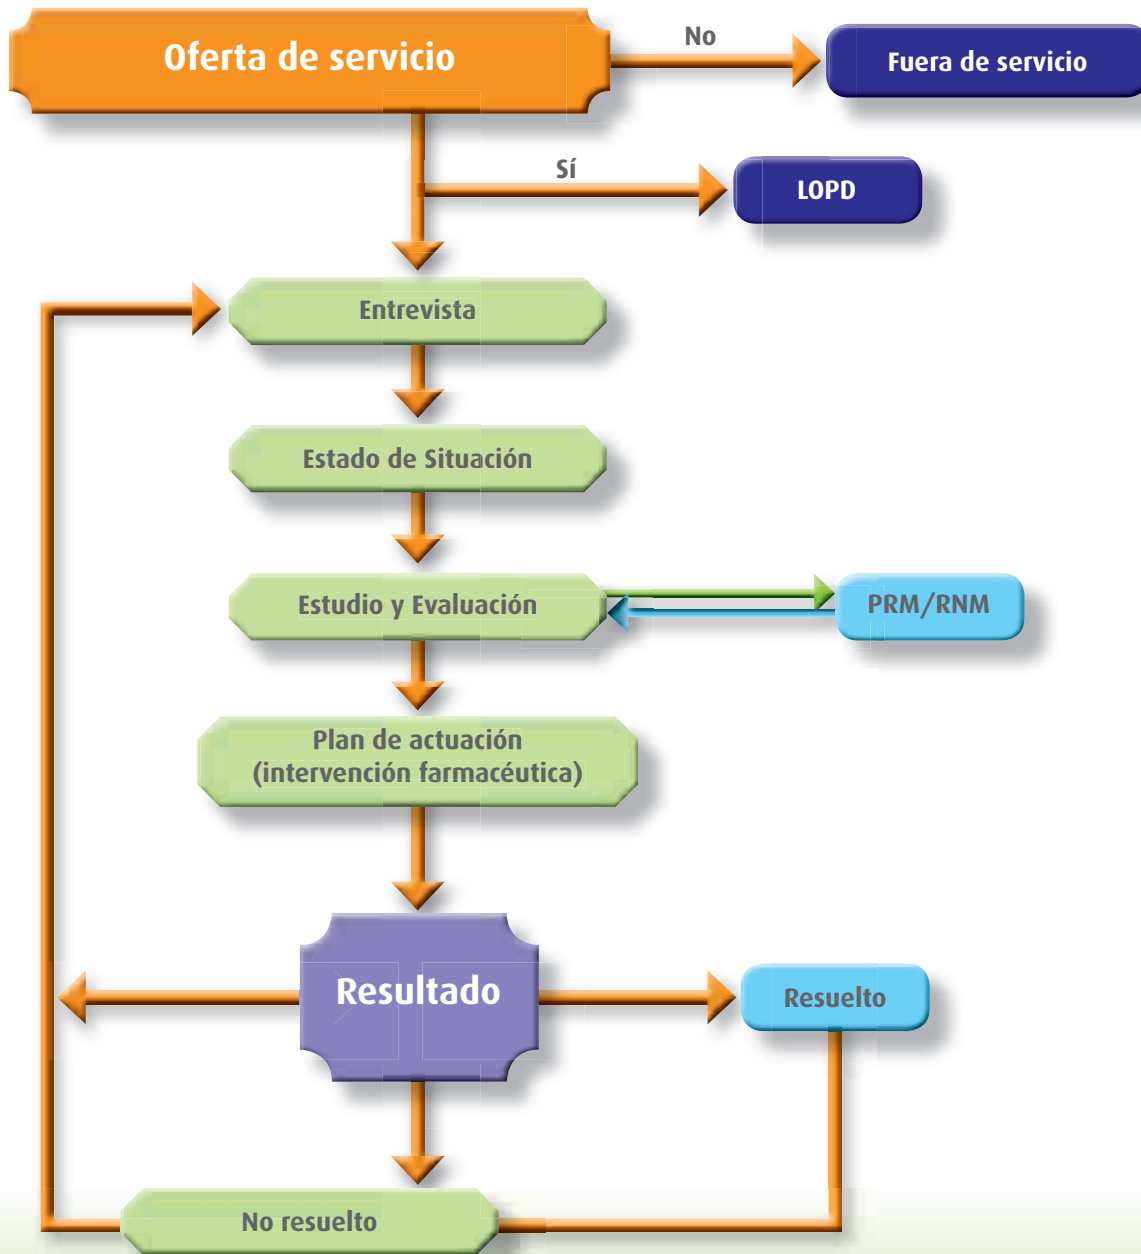 Oferta de servicio
No
Fuera de servicio
Sí
LOPD
Entrevista
Estado de Situación
Estudio y Evaluación
PRM/RNM
Plan de actuación
(intervención farmacéutica)
Resultado
Resuelto
No resuelto